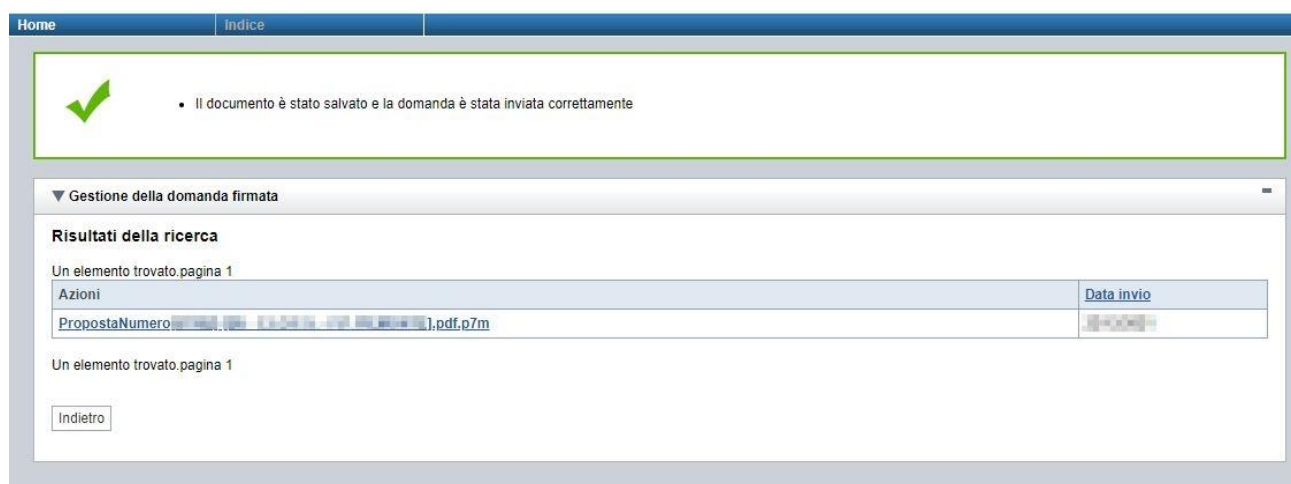 Home Indice
Il documento è stato salvato e la domanda è stata inviata correttamente
Gestione della domanda firmata
Risultati della ricerca
Un elemento trovato.pagina 1
Azioni Data invio
PropostaNumero ].pdf.p7m
Un elemento trovato.pagina 1
Indietro